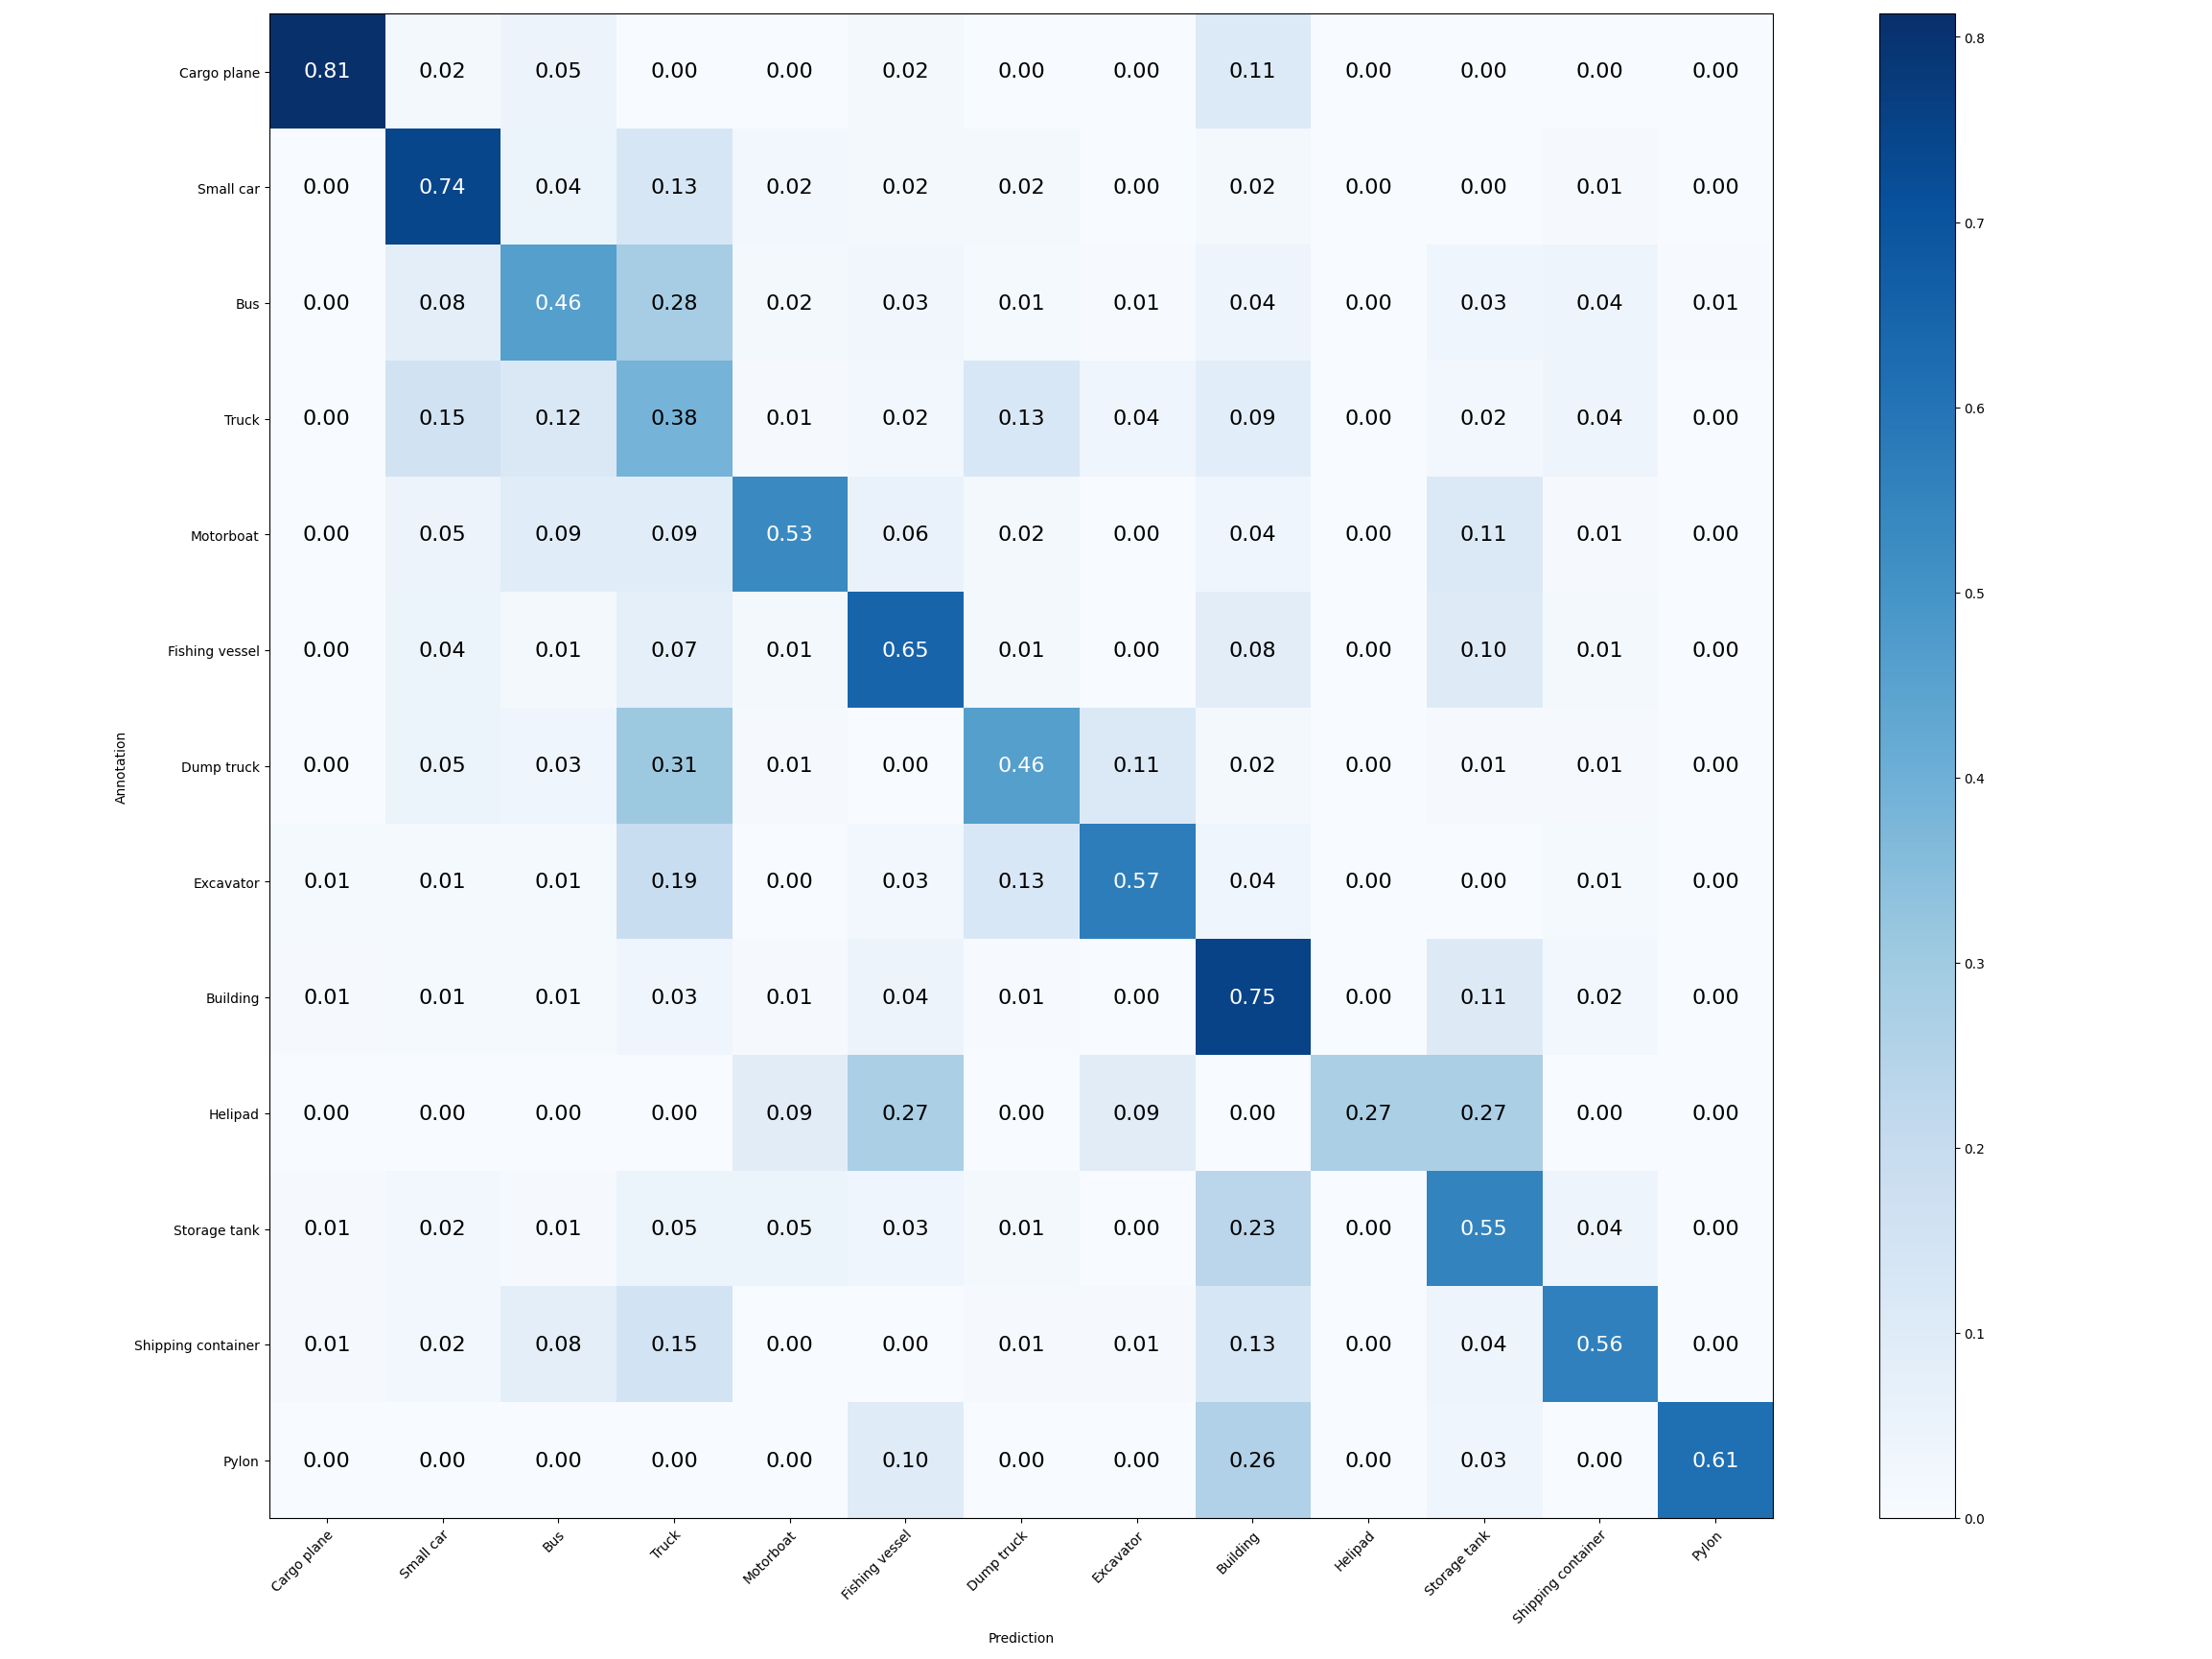 Cargo plane 0.81 0.02 0.05 0.00 0.00 0.02 0.00 0.00 0.11 0.00 0.00 0.00 0.00
Small car 0.00 0.74 0.04 0.13 0.02 0.02 0.02 0.00 0.02 0.00 0.00 0.01 0.00
Bus 0.00 0.08 0.46 0.28 0.02 0.03 0.01 0.01 0.04 0.00 0.03 0.04 0.01
Truck 0.00 0.15 0.12 0.38 0.01 0.02 0.13 0.04 0.09 0.00 0.02 0.04 0.00
Motorboat 0.00 0.05 0.09 0.09 0.53 0.06 0.02 0.00 0.04 0.00 0.11 0.01 0.00
Fishing vessel 0.00 0.04 0.01 0.07 0.01 0.65 0.01 0.00 0.08 0.00 0.10 0.01 0.00
Annotation
Dump truck 0.00 0.05 0.03 0.31 0.01 0.00 0.46 0.11 0.02 0.00 0.01 0.01 0.00
Excavator 0.01 0.01 0.01 0.19 0.00 0.03 0.13 0.57 0.04 0.00 0.00 0.01 0.00
Building 0.01 0.01 0.01 0.03 0.01 0.04 0.01 0.00 0.75 0.00 0.11 0.02 0.00
Helipad 0.00 0.00 0.00 0.00 0.09 0.27 0.00 0.09 0.00 0.27 0.27 0.00 0.00
Storage tank 0.01 0.02 0.01 0.05 0.05 0.03 0.01 0.00 0.23 0.00 0.55 0.04 0.00
Shipping container 0.01 0.02 0.08 0.15 0.00 0.00 0.01 0.01 0.13 0.00 0.04 0.56 0.00
Pylon 0.00 0.00 0.00 0.00 0.00 0.10 0.00 0.00 0.26 0.00 0.03 0.00 0.61
Cargo plane Small car Bus Truck Motorboat Fishing vessel Dump truck Excavator Building Helipad Storage tank Shipping container Pylon
Prediction
0.8
0.7
0.6
0.5
0.4
0.3
0.2
0.1
0.0